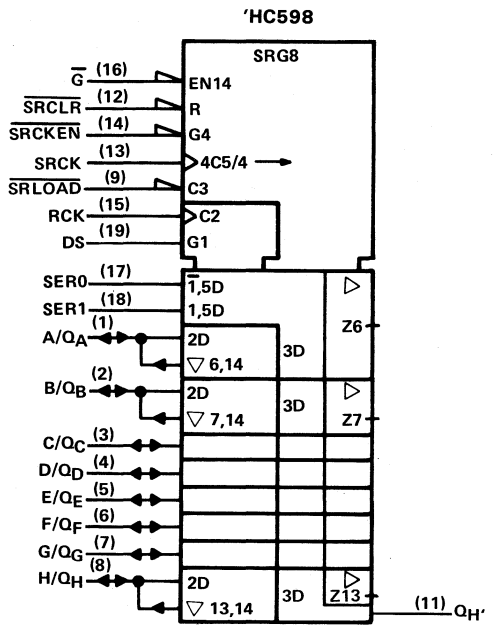 'HC598
SRG8
G̅ (16) EN14
S̅R̅C̅L̅R̅ (12) R
S̅R̅C̅K̅E̅N̅ (14) G4
SRCK (13) 4C5/4
S̅R̅L̅O̅A̅D̅ (9) C3
RCK (15) C2
DS (19) G1
SER0 (17) 1̅,5D
SER1 (18) 1,5D
Z6
A/QA (1) 2D 3D
▽ 6,14
B/QB (2) 2D 3D
▽ 7,14 Z7
C/QC (3)
D/QD (4)
E/QE (5)
F/QF (6)
G/QG (7)
H/QH (8) 2D 3D Z13
▽ 13,14
(11) QH'